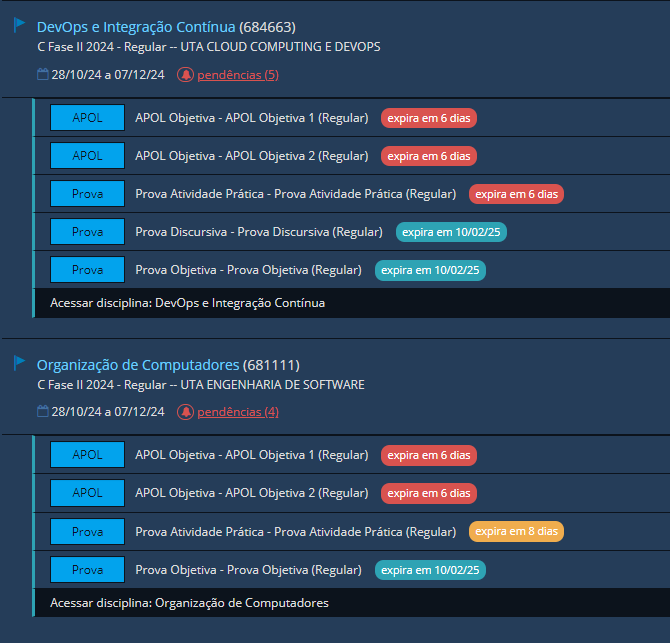 DevOps e Integração Contínua (684663)
C Fase II 2024 - Regular -- UTA CLOUD COMPUTING E DEVOPS
28/10/24 a 07/12/24 pendências (5)
APOL APOL Objetiva - APOL Objetiva 1 (Regular) expira em 6 dias
APOL APOL Objetiva - APOL Objetiva 2 (Regular) expira em 6 dias
Prova Prova Atividade Prática - Prova Atividade Prática (Regular) expira em 6 dias
Prova Prova Discursiva - Prova Discursiva (Regular) expira em 10/02/25
Prova Prova Objetiva - Prova Objetiva (Regular) expira em 10/02/25
Acessar disciplina: DevOps e Integração Contínua
Organização de Computadores (681111)
C Fase II 2024 - Regular -- UTA ENGENHARIA DE SOFTWARE
28/10/24 a 07/12/24 pendências (4)
APOL APOL Objetiva - APOL Objetiva 1 (Regular) expira em 6 dias
APOL APOL Objetiva - APOL Objetiva 2 (Regular) expira em 6 dias
Prova Prova Atividade Prática - Prova Atividade Prática (Regular) expira em 8 dias
Prova Prova Objetiva - Prova Objetiva (Regular) expira em 10/02/25
Acessar disciplina: Organização de Computadores